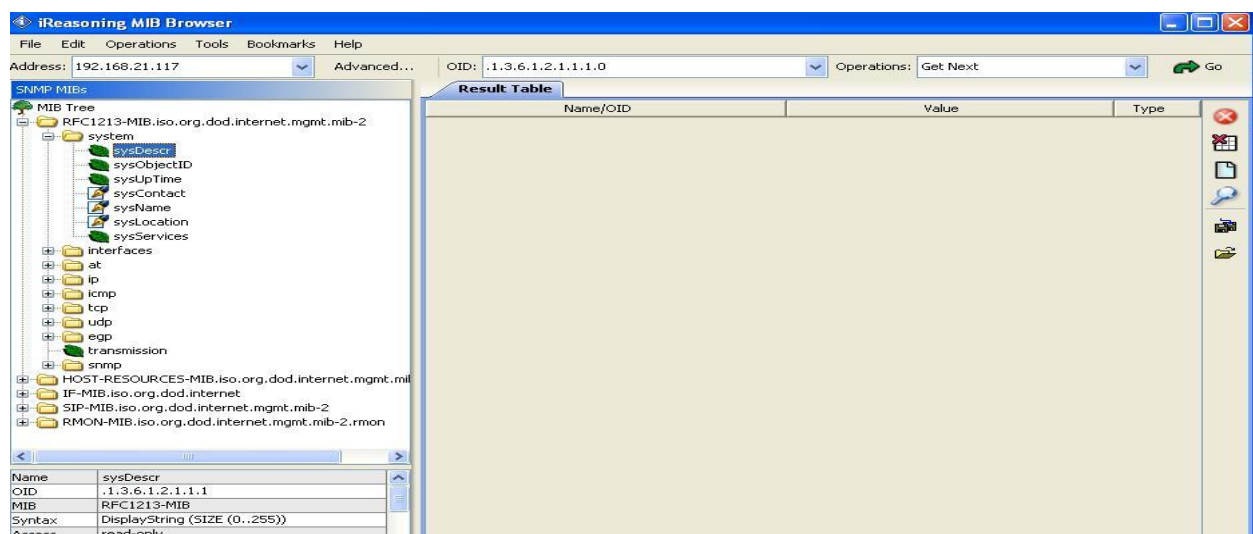 iReasoning MIB Browser
File Edit Operations Tools Bookmarks Help
Address: 192.168.21.117 Advanced... OID: .1.3.6.1.2.1.1.1.0 Operations: Get Next Go
SNMP MIBs
MIB Tree
RFC1213-MIB.iso.org.dod.internet.mgmt.mib-2
system
sysDescr
sysObjectID
sysUpTime
sysContact
sysName
sysLocation
sysServices
interfaces
at
ip
icmp
tcp
udp
egp
transmission
snmp
HOST-RESOURCES-MIB.iso.org.dod.internet.mgmt.mi
IF-MIB.iso.org.dod.internet
SIP-MIB.iso.org.dod.internet.mgmt.mib-2
RMON-MIB.iso.org.dod.internet.mgmt.mib-2.rmon
Name sysDescr
OID .1.3.6.1.2.1.1.1
MIB RFC1213-MIB
Syntax DisplayString (SIZE (0..255))
Access read-only
Result Table
Name/OID Value Type